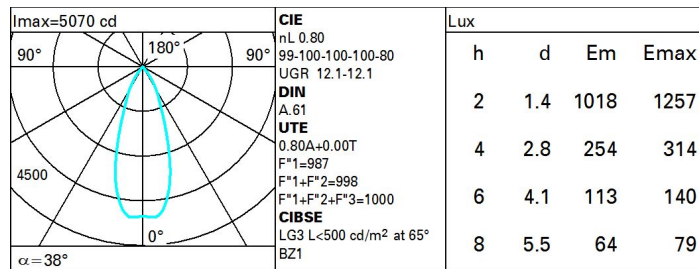 Imax=5070 cd
90°
180°
90°
4500
0°
α=38°
CIE
nL 0.80
99-100-100-100-80
UGR 12.1-12.1
DIN
A.61
UTE
0.80A+0.00T
F"1=987
F"1+F"2=998
F"1+F"2+F"3=1000
CIBSE
LG3 L<500 cd/m² at 65°
BZ1
Lux
h d Em Emax
2 1.4 1018 1257
4 2.8 254 314
6 4.1 113 140
8 5.5 64 79